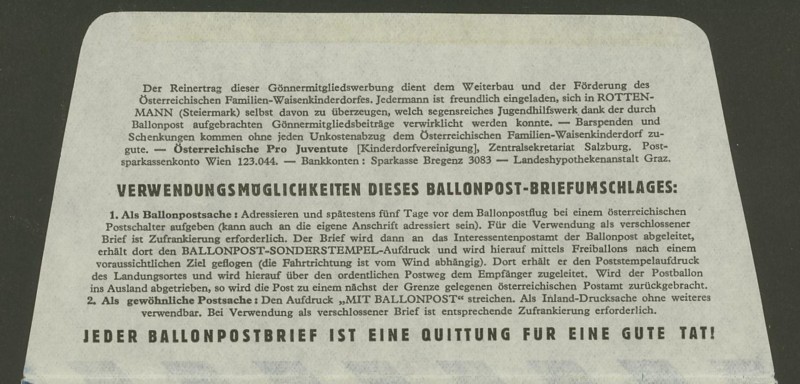 Der Reinertrag dieser Gönnermitgliedswerbung dient dem Weiterbau und der Förderung des
Österreichischen Familien-Waisenkinderdorfes. Jedermann ist freundlich eingeladen, sich in ROTTEN-
MANN (Steiermark) selbst davon zu überzeugen, welch segensreiches Jugendhilfswerk dank der durch
Ballonpost aufgebrachten Gönnermitgliedsbeiträge verwirklicht werden konnte. — Barspenden und
Schenkungen kommen ohne jeden Unkostenabzug dem Österreichischen Familien-Waisenkinderdorf zu-
gute. — Österreichische Pro Juventute [Kinderdorfvereinigung], Zentralsekretariat Salzburg. Post-
sparkassenkonto Wien 123.044. — Bankkonten: Sparkasse Bregenz 3083 — Landeshypothekenanstalt Graz.
VERWENDUNGSMÖGLICHKEITEN DIESES BALLONPOST-BRIEFUMSCHLAGES:
1. Als Ballonpostsache: Adressieren und spätestens fünf Tage vor dem Ballonpostflug bei einem österreichischen
Postschalter aufgeben (kann auch an die eigene Anschrift adressiert sein). Für die Verwendung als verschlossener
Brief ist Zufrankierung erforderlich. Der Brief wird dann an das Interessentenpostamt der Ballonpost abgeleitet,
erhält dort den BALLONPOST-SONDERSTEMPEL-Aufdruck und wird hierauf mittels Freiballons nach einem
voraussichtlichen Ziel geflogen (die Fahrtrichtung ist vom Wind abhängig). Dort erhält er den Poststempelaufdruck
des Landungsortes und wird hierauf über den ordentlichen Postweg dem Empfänger zugeleitet. Wird der Postballon
ins Ausland abgetrieben, so wird die Post zu einem nächst der Grenze gelegenen österreichischen Postamt zurückgebracht.
2. Als gewöhnliche Postsache: Den Aufdruck „MIT BALLONPOST“ streichen. Als Inland-Drucksache ohne weiteres
verwendbar. Bei Verwendung als verschlossener Brief ist entsprechende Zufrankierung erforderlich.
JEDER BALLONPOSTBRIEF IST EINE QUITTUNG FUR EINE GUTE TAT!